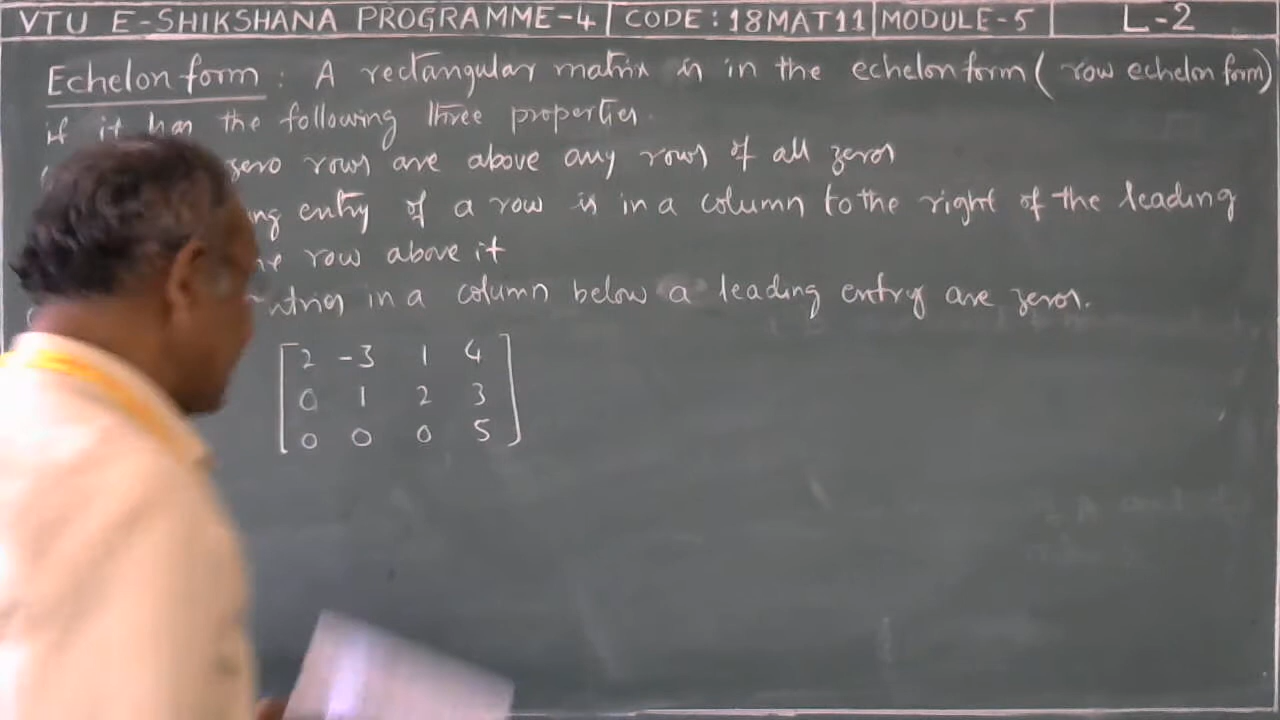 VTU E-SHIKSHANA PROGRAMME-4 CODE: 18MAT11 MODULE-5 L-2
Echelon form : A rectangular matrix is in the echelon form ( row echelon form)
if it has the following three properties.
zero rows are above any rows of all zeros
entry of a row is in a column to the right of the leading
row above it
in a column below a leading entry are zeros.
2 -3 1 4
0 1 2 3
0 0 0 5